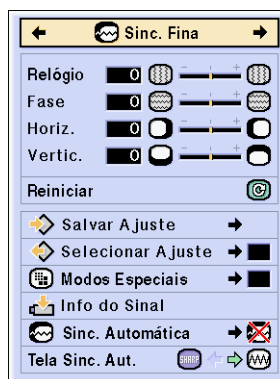 Sinc. Fina
Relógio 0
Fase 0
Horiz. 0
Vertic. 0
Reiniciar
Salvar Ajuste
Selecionar Ajuste
Modos Especiais
Info do Sinal
Sinc. Automática
Tela Sinc. Aut. SHARP